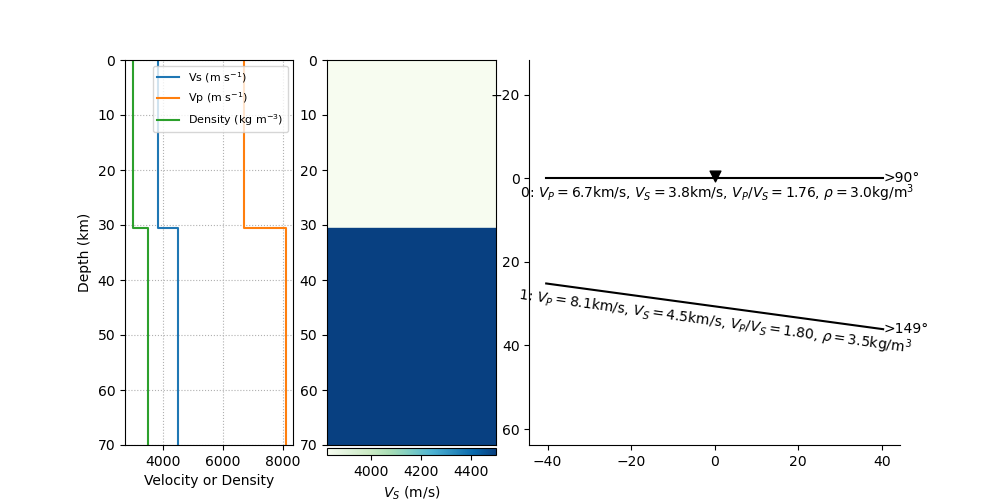 0
10
20
30
40
50
60
70
Depth (km)
4000 6000 8000
Velocity or Density
Vs (m s⁻¹)
Vp (m s⁻¹)
Density (kg m⁻³)
0
10
20
30
40
50
60
70
4000 4200 4400
V_S (m/s)
−20
0
20
40
60
−40 −20 0 20 40
>90°
0: V_P = 6.7km/s, V_S = 3.8km/s, V_P/V_S = 1.76, ρ = 3.0kg/m³
>149°
1: V_P = 8.1km/s, V_S = 4.5km/s, V_P/V_S = 1.80, ρ = 3.5kg/m³